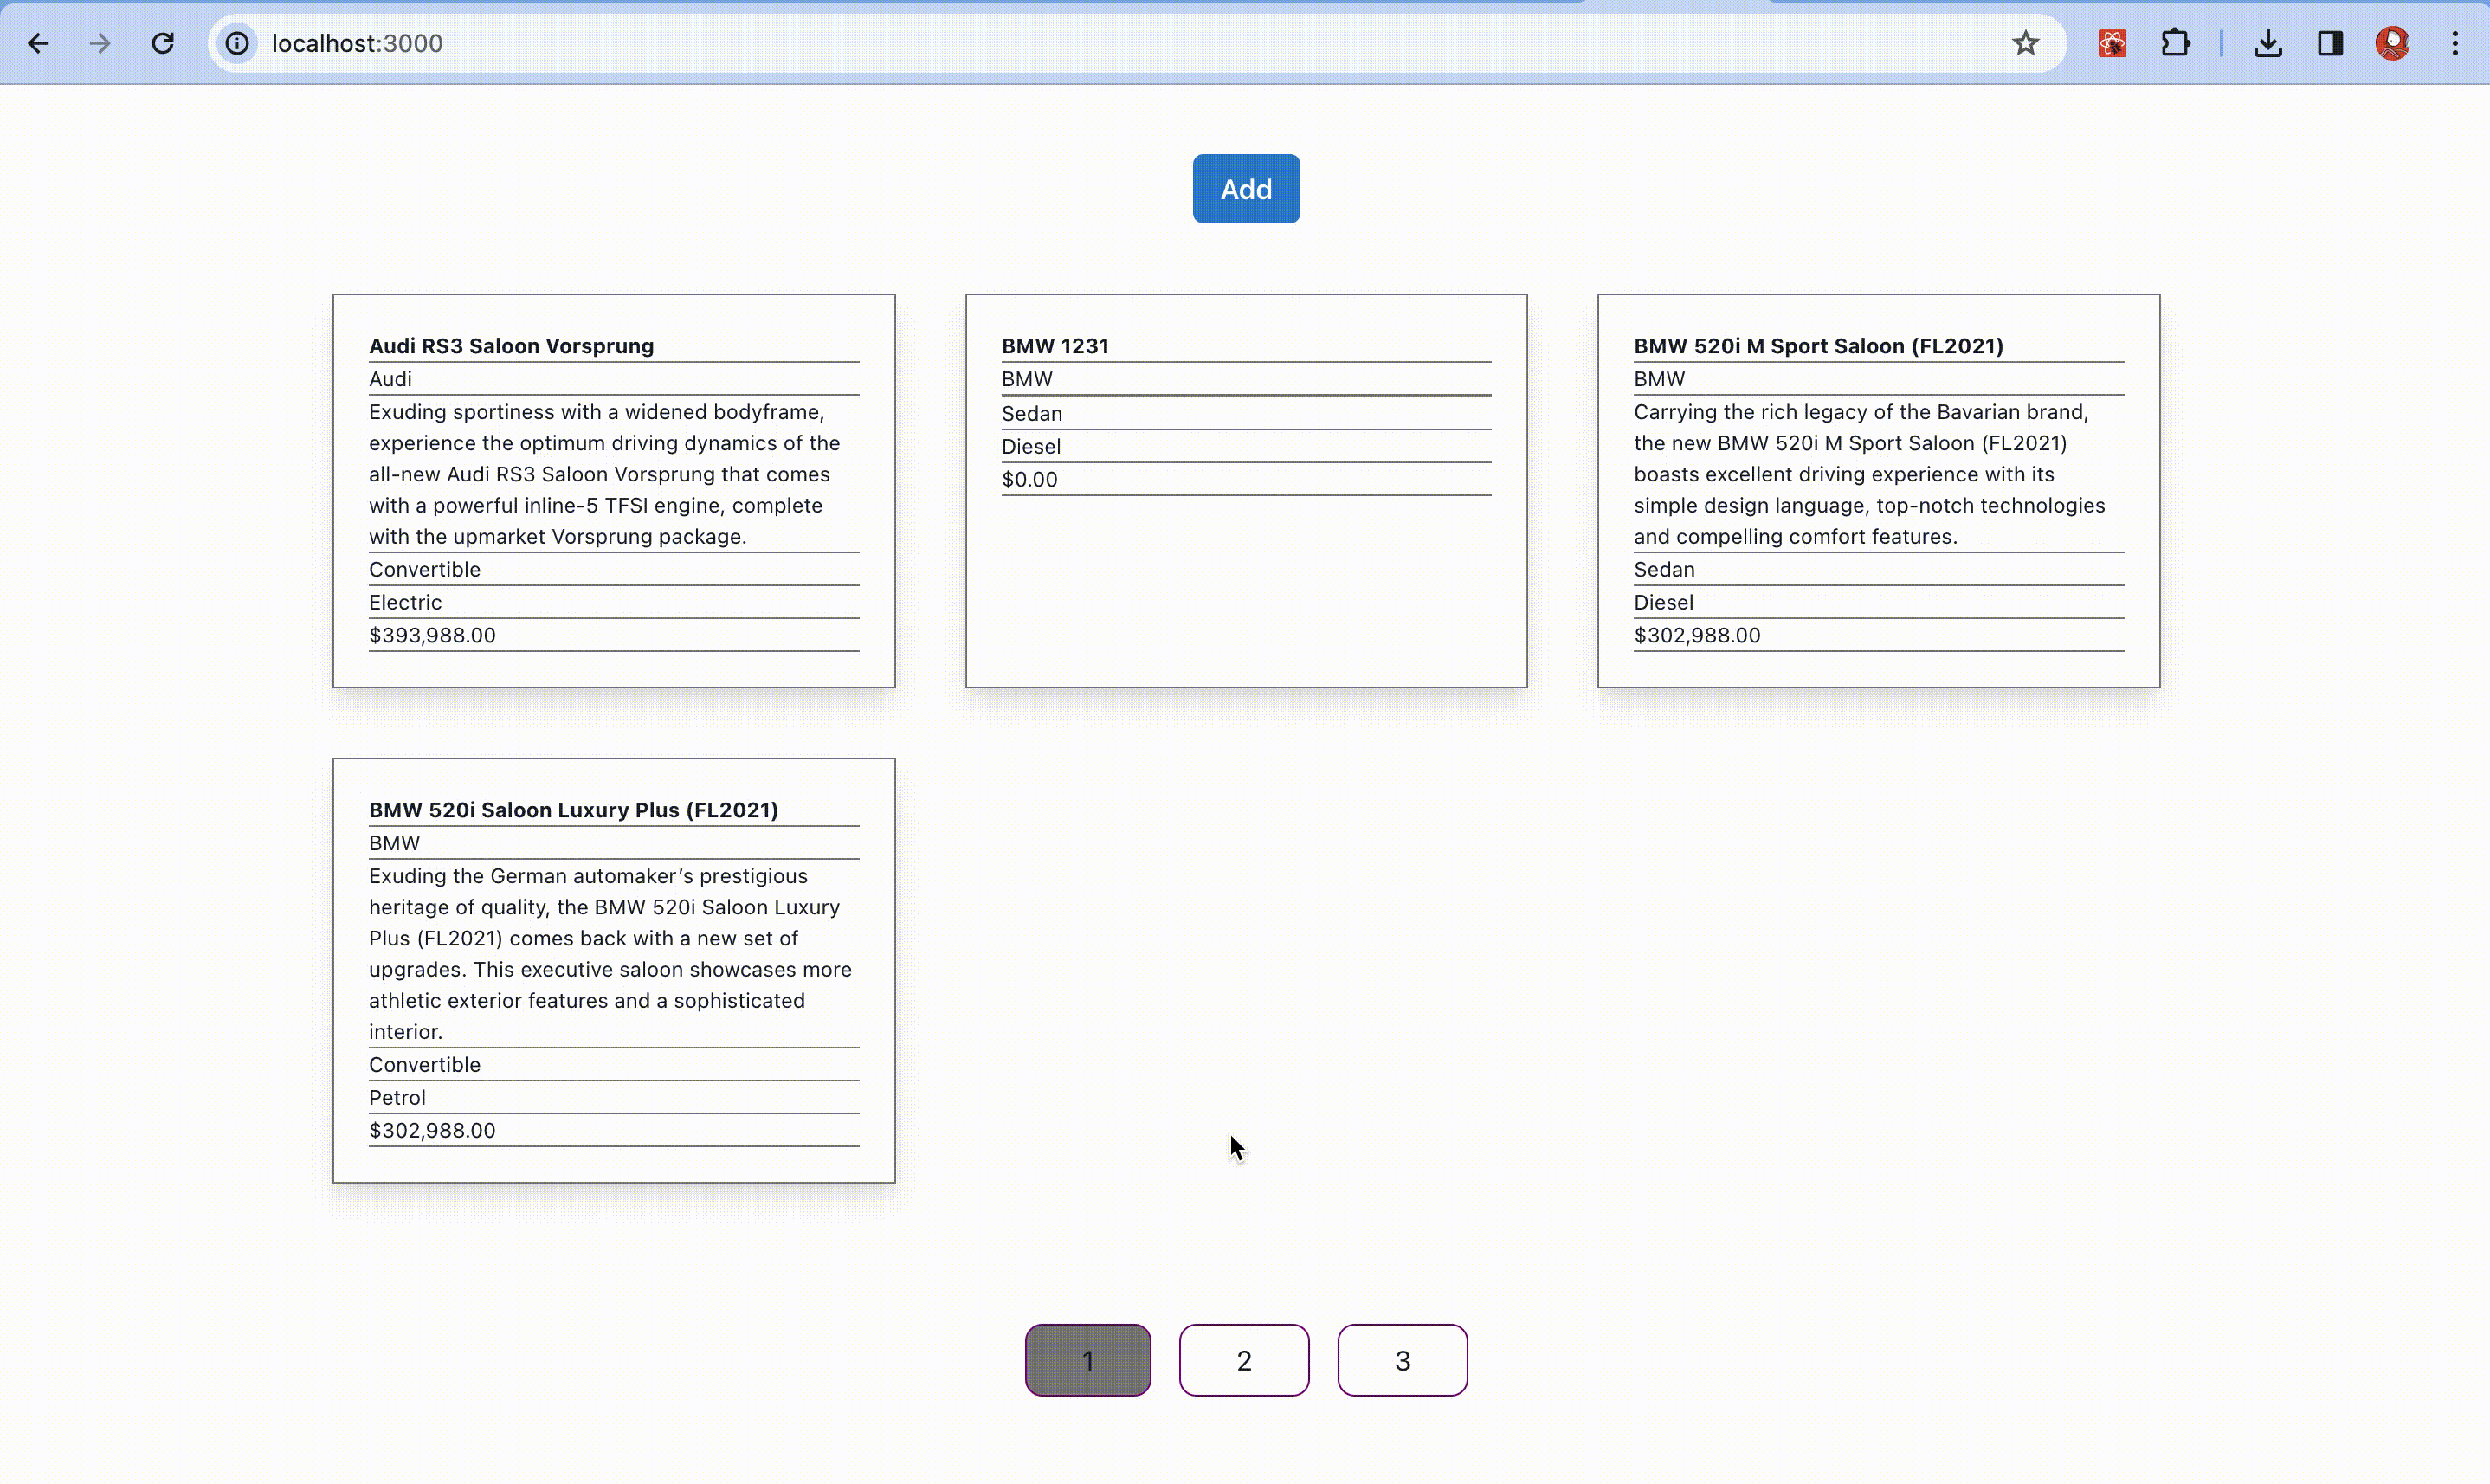 localhost:3000
Add
Audi RS3 Saloon Vorsprung
Audi
Exuding sportiness with a widened bodyframe,
experience the optimum driving dynamics of the
all-new Audi RS3 Saloon Vorsprung that comes
with a powerful inline-5 TFSI engine, complete
with the upmarket Vorsprung package.
Convertible
Electric
$393,988.00
BMW 1231
BMW
Sedan
Diesel
$0.00
BMW 520i M Sport Saloon (FL2021)
BMW
Carrying the rich legacy of the Bavarian brand,
the new BMW 520i M Sport Saloon (FL2021)
boasts excellent driving experience with its
simple design language, top-notch technologies
and compelling comfort features.
Sedan
Diesel
$302,988.00
BMW 520i Saloon Luxury Plus (FL2021)
BMW
Exuding the German automaker’s prestigious
heritage of quality, the BMW 520i Saloon Luxury
Plus (FL2021) comes back with a new set of
upgrades. This executive saloon showcases more
athletic exterior features and a sophisticated
interior.
Convertible
Petrol
$302,988.00
1
2
3